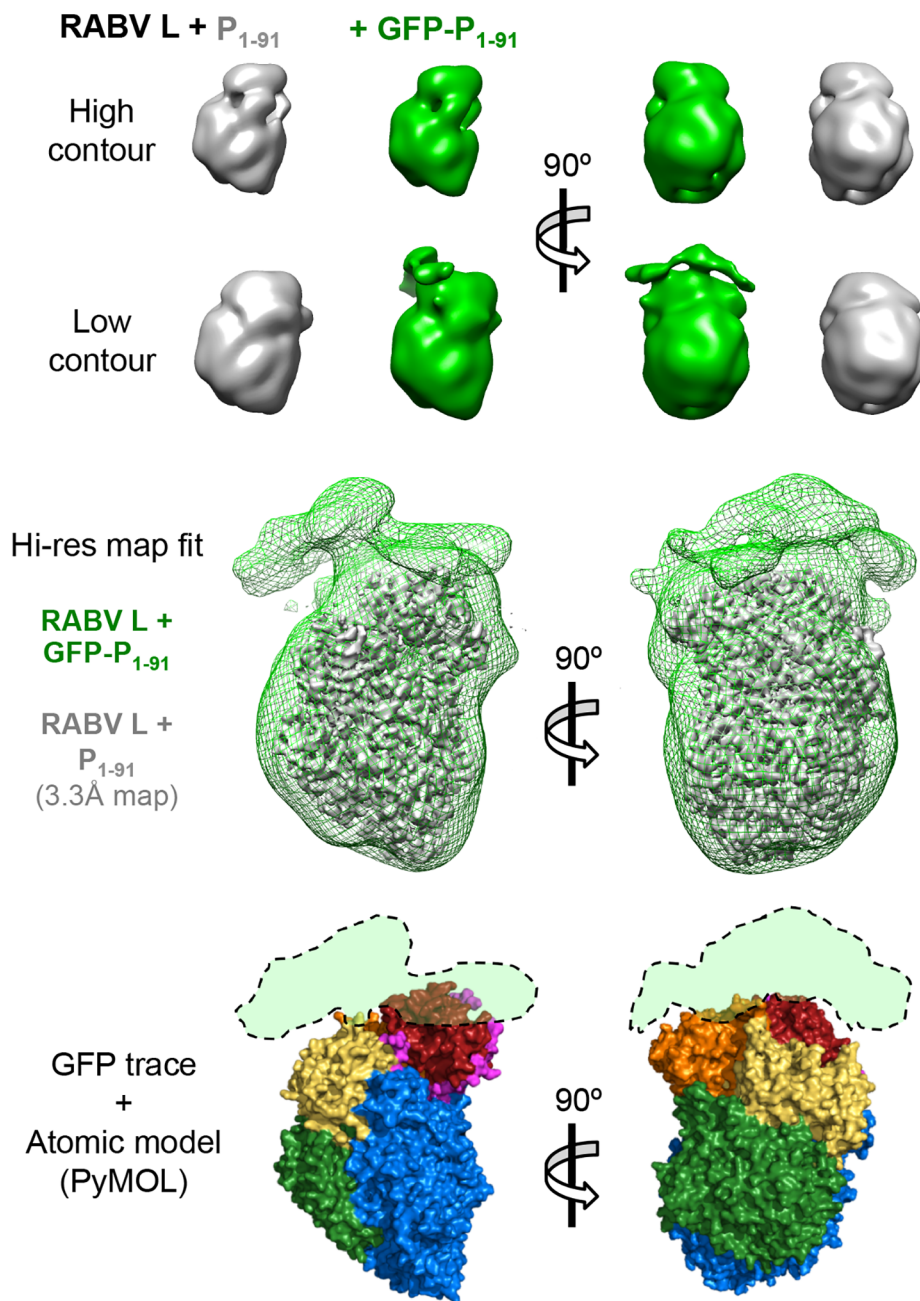 RABV L + P1-91 + GFP-P1-91
High
contour
90º
Low
contour
Hi-res map fit
RABV L +
GFP-P1-91
90º
RABV L +
P1-91
(3.3Å map)
GFP trace
+
Atomic model
(PyMOL)
90º